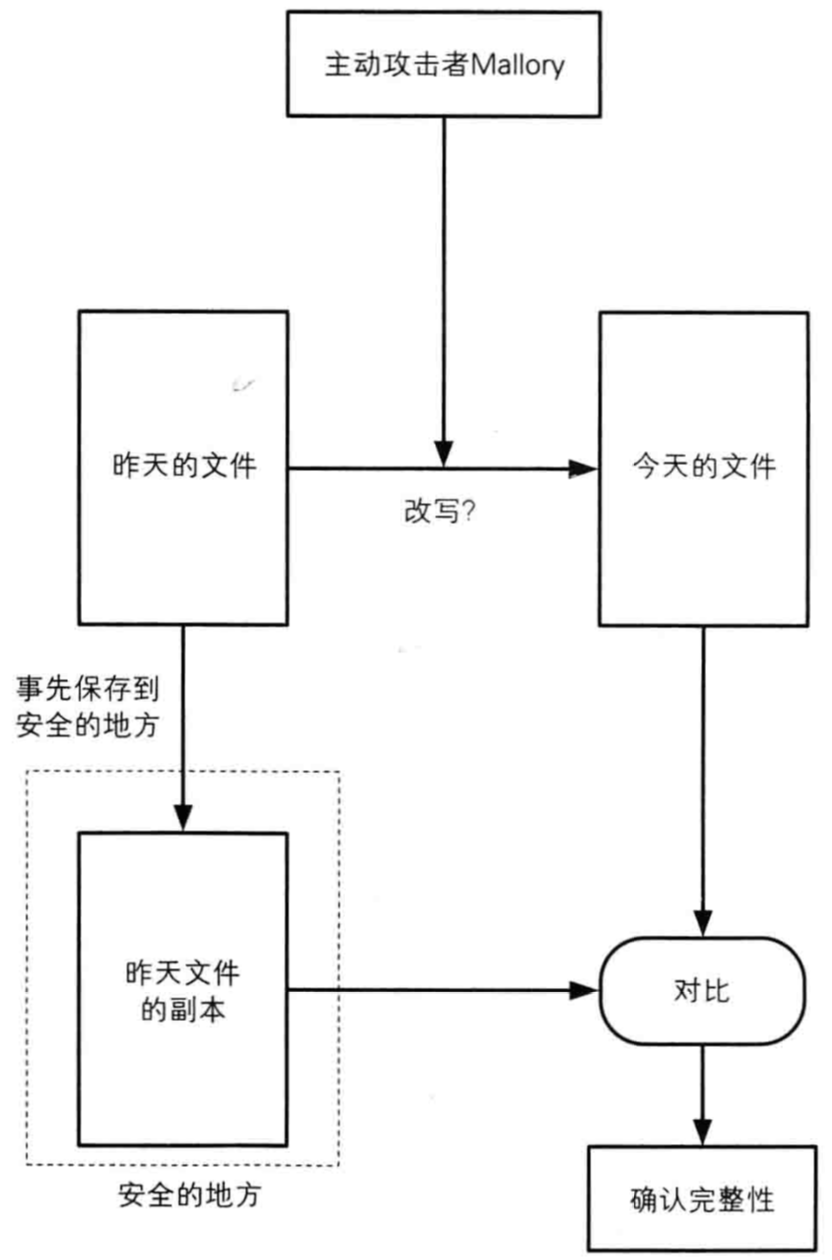 主动攻击者Mallory
昨天的文件
今天的文件
改写?
事先保存到
安全的地方
昨天文件
的副本
对比
安全的地方
确认完整性